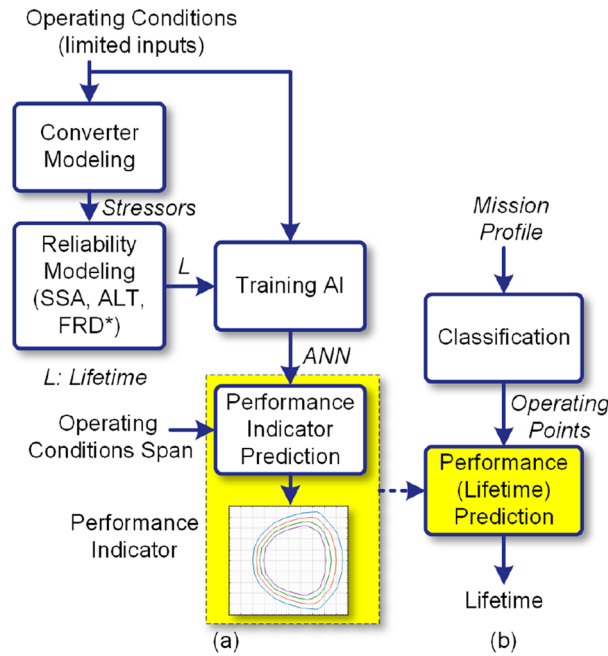 Operating Conditions
(limited inputs)
Converter
Modeling
Stressors
Reliability
Modeling
(SSA, ALT,
FRD*)
L
Training AI
L: Lifetime
ANN
Operating
Conditions Span
Performance
Indicator
Prediction
Performance
Indicator
(a)
Mission
Profile
Classification
Operating
Points
Performance
(Lifetime)
Prediction
Lifetime
(b)